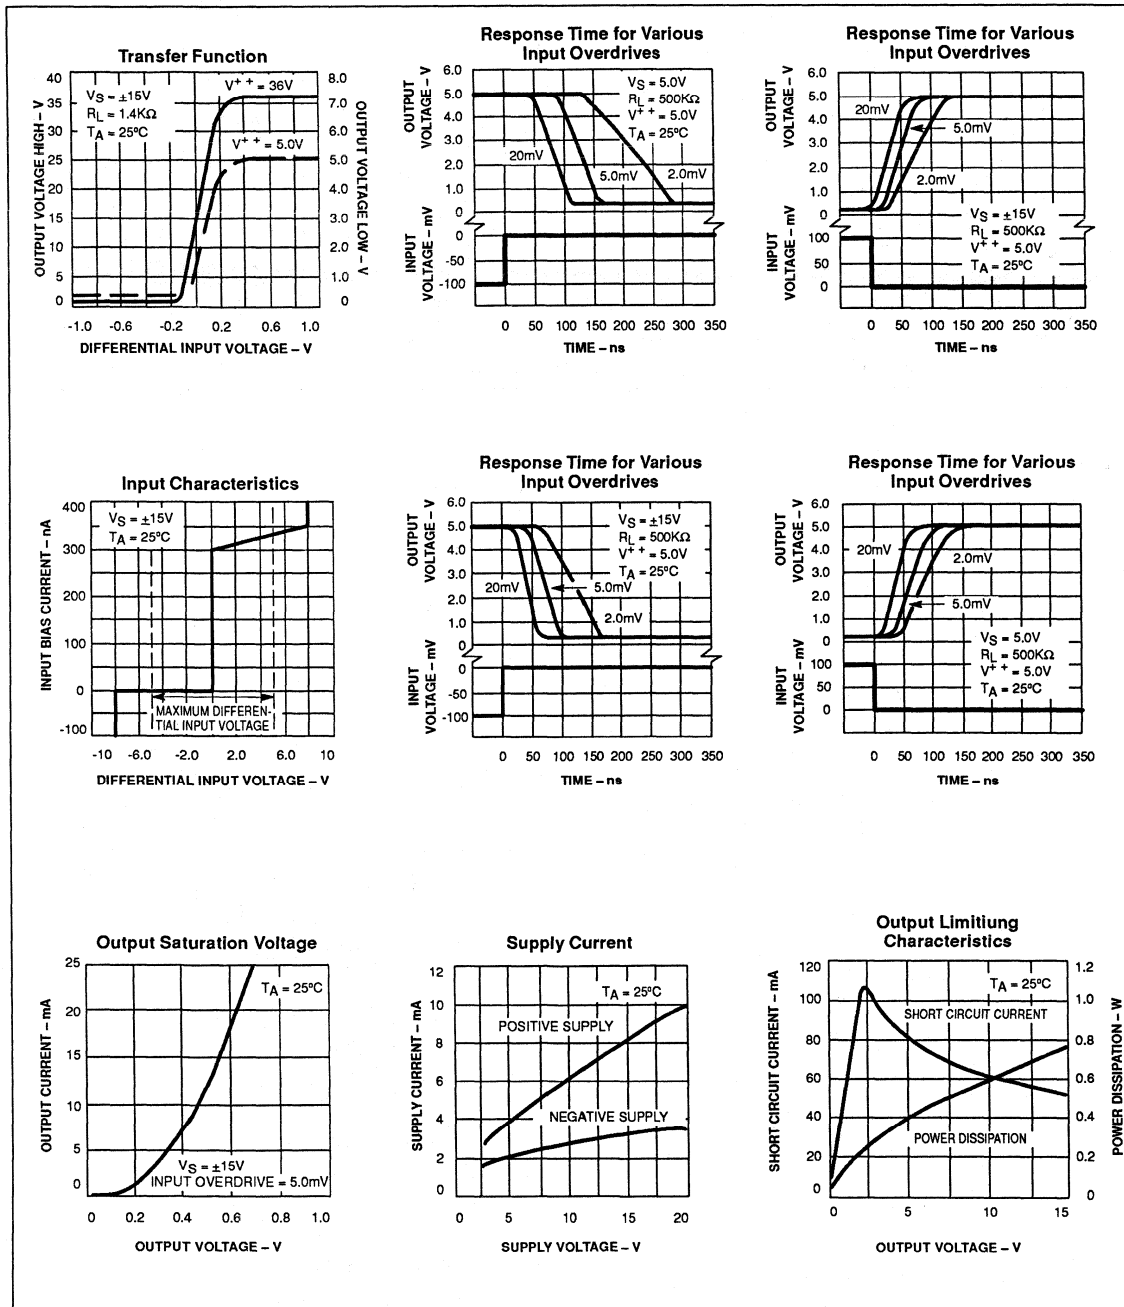 Transfer Function
OUTPUT VOLTAGE HIGH – V
40
35
30
25
20
15
10
5
0
V++ = 36V
VS = ±15V
RL = 1.4KΩ
TA = 25ºC
V++ = 5.0V
8.0
7.0
6.0
5.0
4.0
3.0
2.0
1.0
0
OUTPUT VOLTAGE LOW – V
-1.0 -0.6 -0.2 0.2 0.6 1.0
DIFFERENTIAL INPUT VOLTAGE – V
Response Time for Various
Input Overdrives
OUTPUT
VOLTAGE – V
6.0
5.0
4.0
3.0
2.0
1.0
0
VS = 5.0V
RL = 500KΩ
V++ = 5.0V
TA = 25ºC
20mV
5.0mV
2.0mV
INPUT
VOLTAGE – mV
0
-50
-100
0 50 100 150 200 250 300 350
TIME – ns
Response Time for Various
Input Overdrives
OUTPUT
VOLTAGE – V
6.0
5.0
4.0
3.0
2.0
1.0
0
20mV
5.0mV
2.0mV
VS = ±15V
RL = 500KΩ
V++ = 5.0V
TA = 25ºC
INPUT
VOLTAGE – mV
100
50
0
0 50 100 150 200 250 300 350
TIME – ns
Input Characteristics
INPUT BIAS CURRENT – nA
400
300
200
100
0
-100
VS = ±15V
TA = 25ºC
MAXIMUM DIFFEREN-
TIAL INPUT VOLTAGE
-10 -6.0 -2.0 2.0 6.0 10
DIFFERENTIAL INPUT VOLTAGE – V
Response Time for Various
Input Overdrives
OUTPUT
VOLTAGE – V
6.0
5.0
4.0
3.0
2.0
1.0
0
VS = ±15V
RL = 500KΩ
V++ = 5.0V
TA = 25ºC
20mV
5.0mV
2.0mV
INPUT
VOLTAGE – mV
0
-50
-100
0 50 100 150 200 250 300 350
TIME – ns
Response Time for Various
Input Overdrives
OUTPUT
VOLTAGE – V
6.0
5.0
4.0
3.0
2.0
1.0
0
20mV
2.0mV
5.0mV
VS = 5.0V
RL = 500KΩ
V++ = 5.0V
TA = 25ºC
INPUT
VOLTAGE – mV
100
50
0
0 50 100 150 200 250 300 350
TIME – ns
Output Saturation Voltage
OUTPUT CURRENT – mA
25
20
15
10
5
0
TA = 25ºC
VS = ±15V
INPUT OVERDRIVE = 5.0mV
0 0.2 0.4 0.6 0.8 1.0
OUTPUT VOLTAGE – V
Supply Current
SUPPLY CURRENT – mA
12
10
8
6
4
2
0
TA = 25ºC
POSITIVE SUPPLY
NEGATIVE SUPPLY
0 5 10 15 20
SUPPLY VOLTAGE – V
Output Limitiung
Characteristics
SHORT CIRCUIT CURRENT – mA
120
100
80
60
40
20
0
TA = 25ºC
SHORT CIRCUIT CURRENT
POWER DISSIPATION
1.2
1.0
0.8
0.6
0.4
0.2
0
POWER DISSIPATION – W
0 5 10 15
OUTPUT VOLTAGE – V